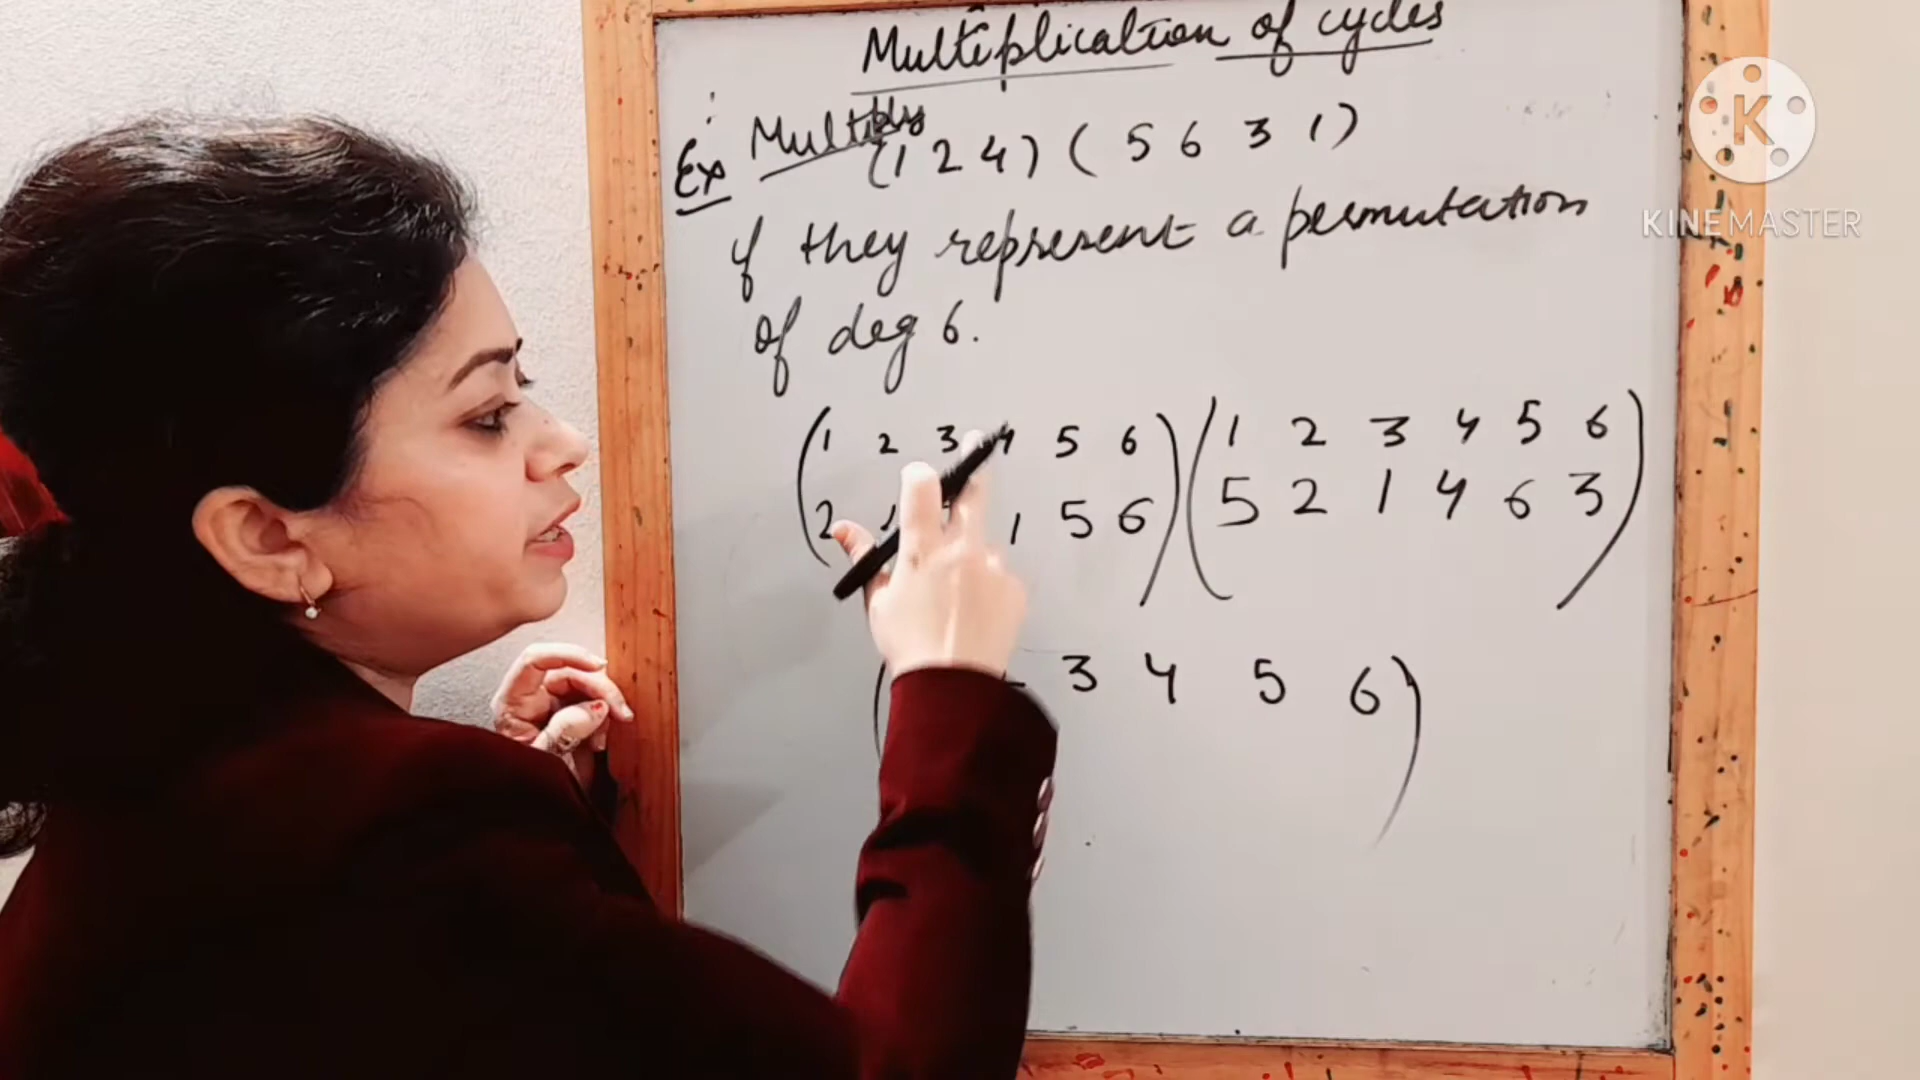 Multiplication of cycles
Ex Multiply
(1 2 4) ( 5 6 3 1)
if they represent a permutation
of deg 6.
(1 2 3 4 5 6) (1 2 3 4 5 6)
2 1 5 6 5 2 1 4 6 3
3 4 5 6)
K
KINEMASTER